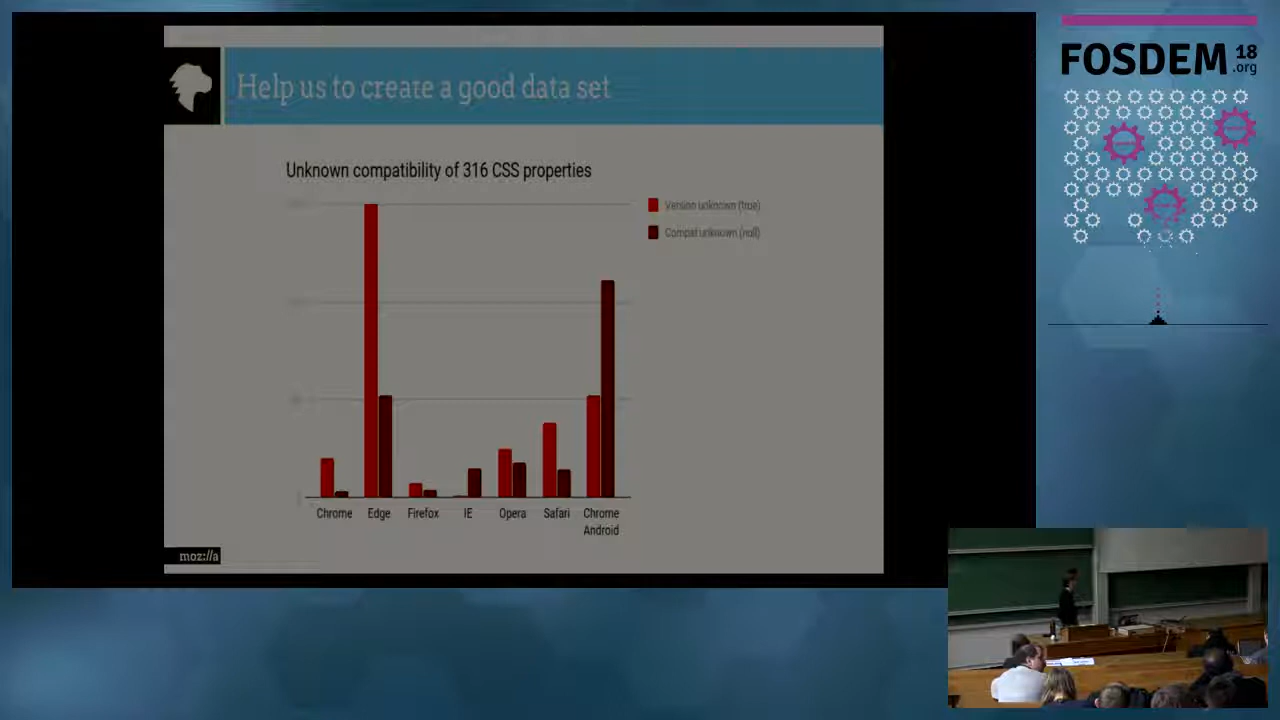 Help us to create a good data set
Unknown compatibility of 316 CSS properties
Version unknown (true)
Compat unknown (null)
Chrome
Edge
Firefox
IE
Opera
Safari
Chrome
Android
moz://a
FOSDEM 18
.org